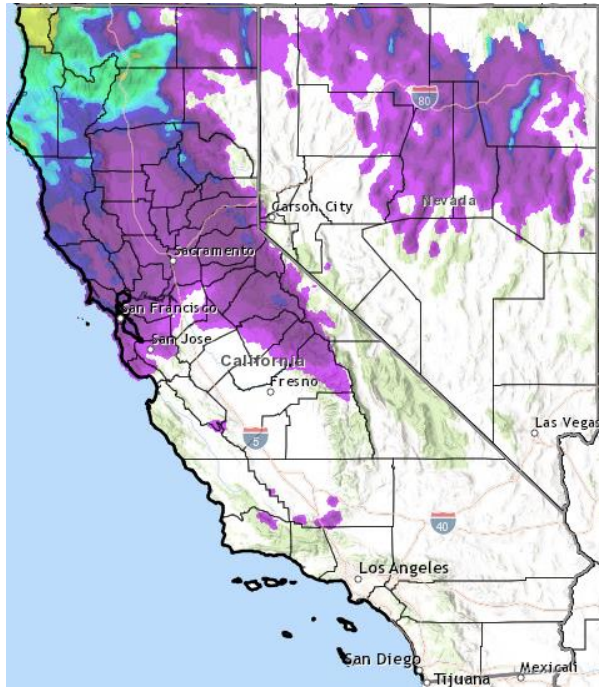 80
Nevada
Carson City
Sacramento
San Francisco
San Jose
California
Fresno
Las Vegas
5
40
Los Angeles
San Diego
Mexicali
Tijuana